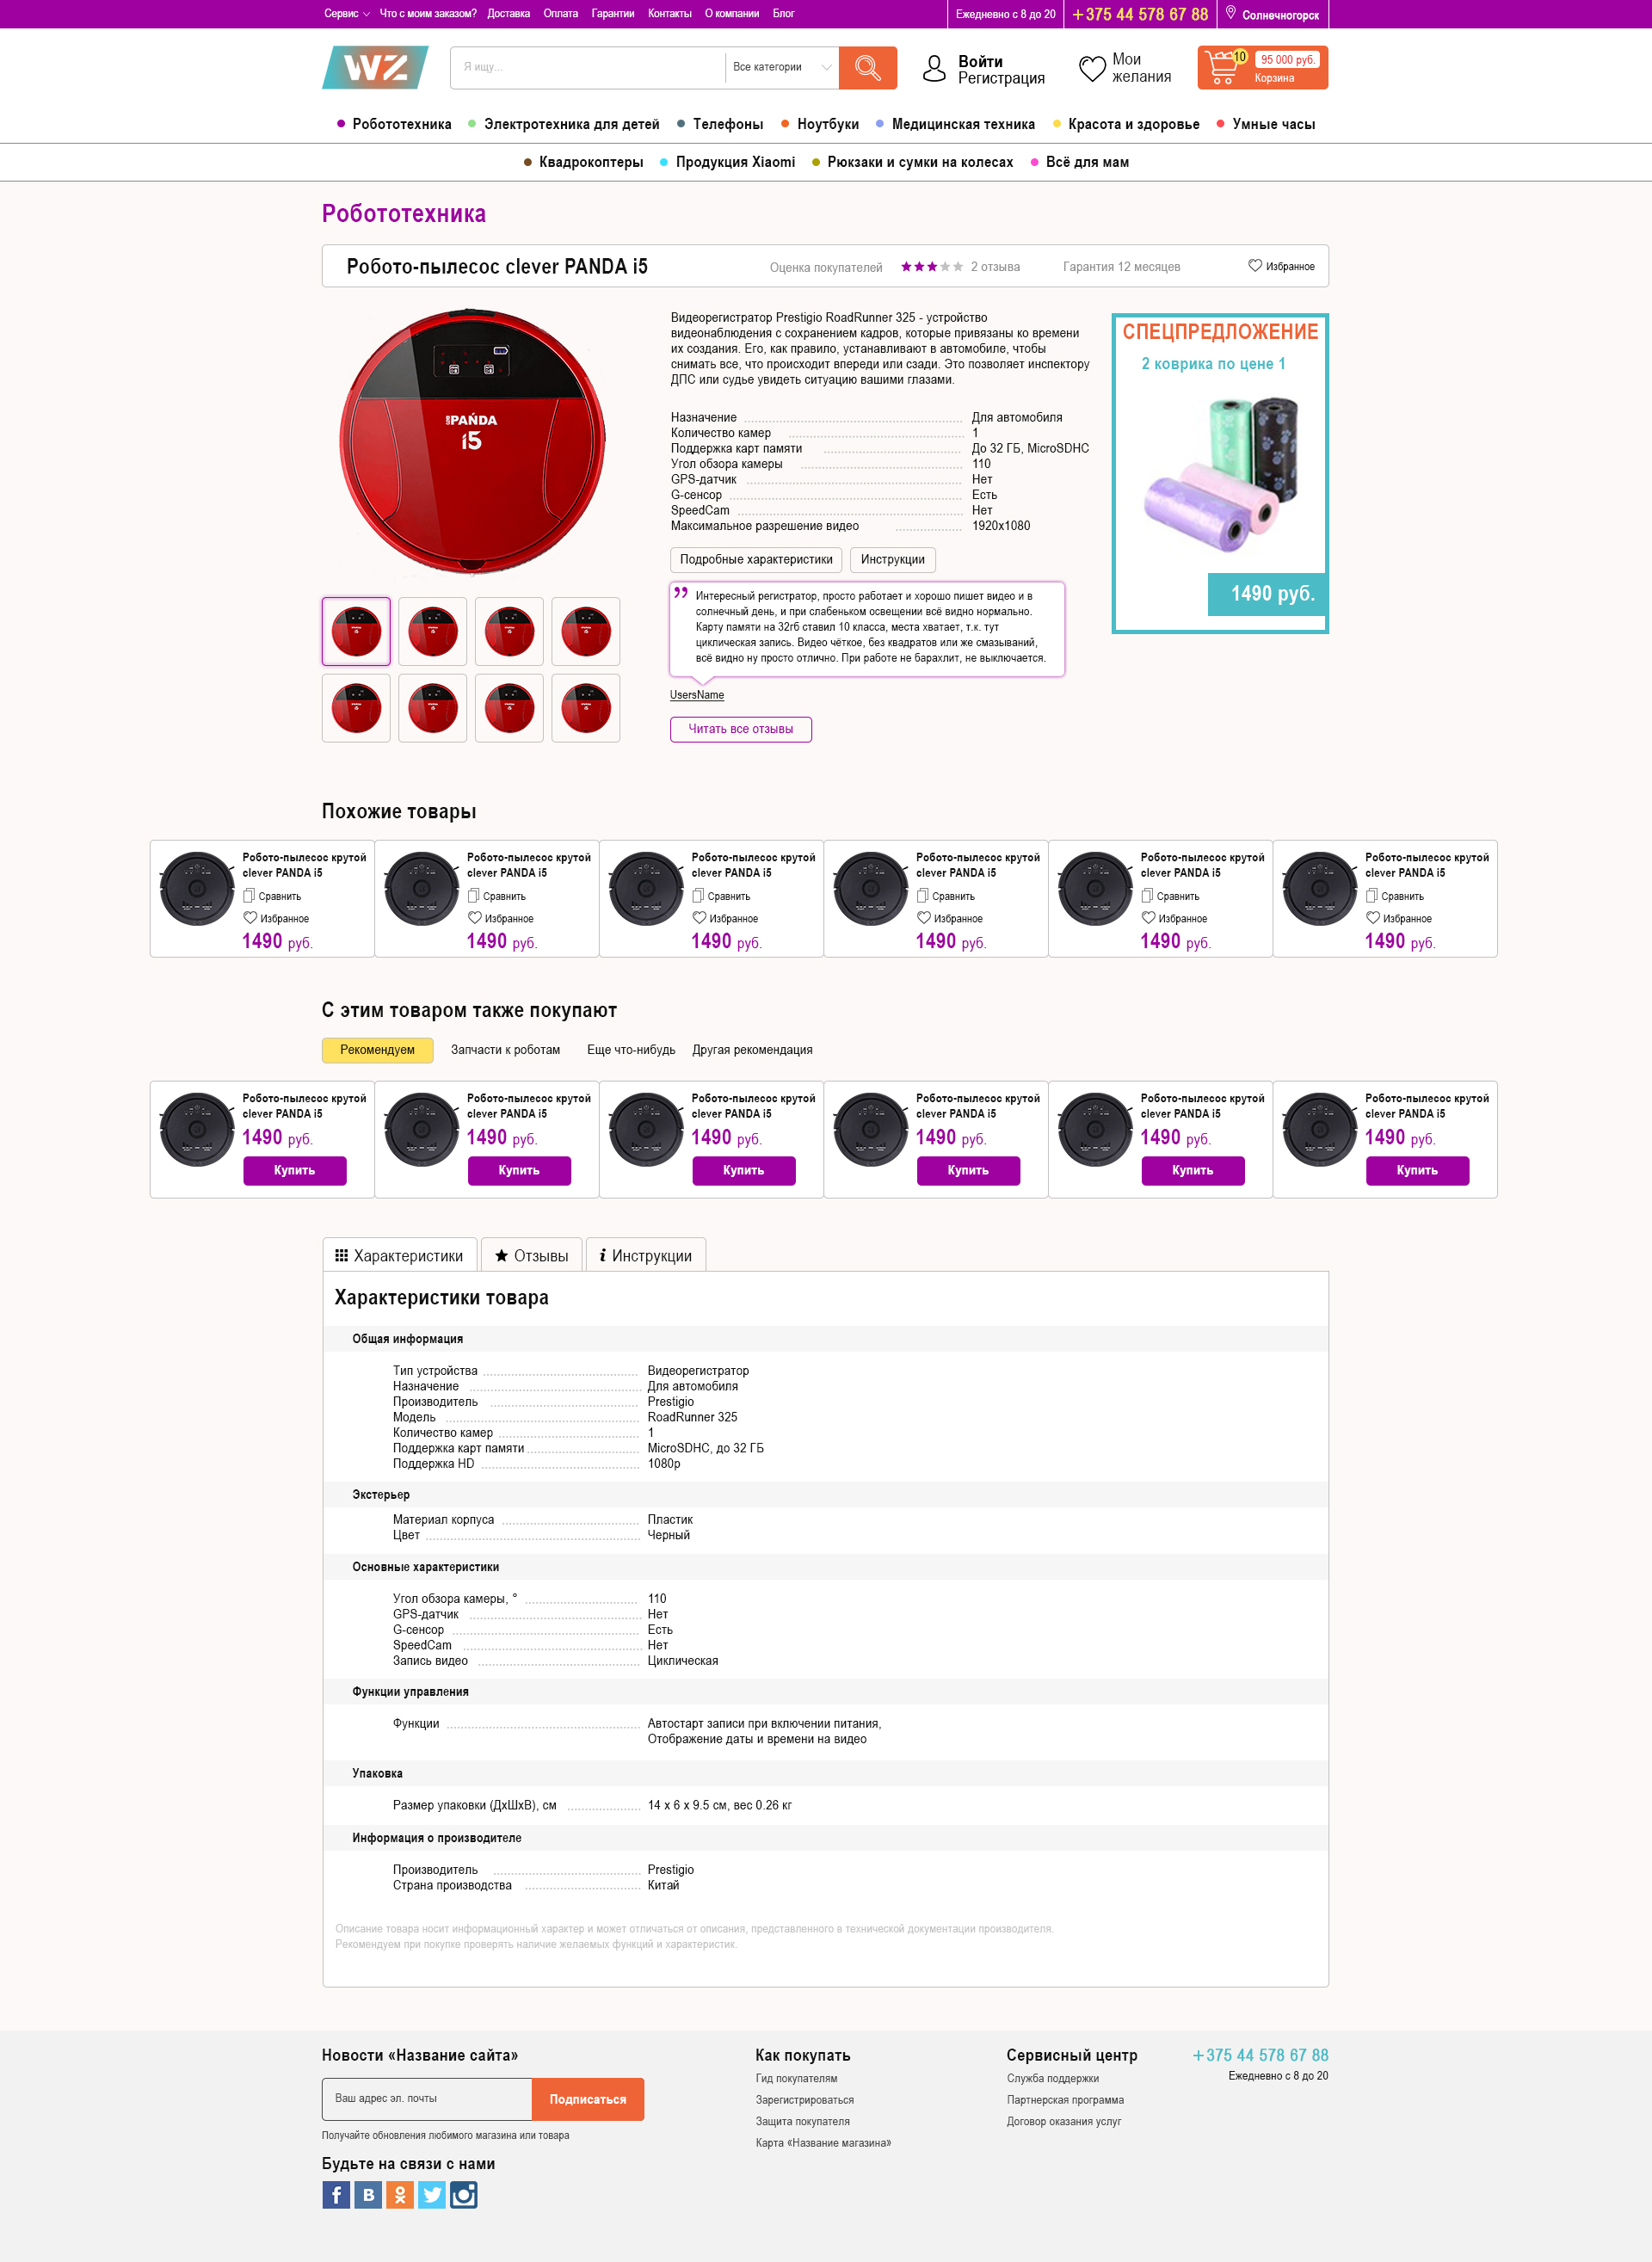 Сервис Что с моим заказом? Доставка Оплата Гарантии Контакты О компании Блог Ежедневно с 8 до 20 +375 44 578 67 88 Солнечногорск
WZ
Я ищу... Все категории
Войти
Регистрация
Мои
желания
10
95 000 руб.
Корзина
Робототехника Электротехника для детей Телефоны Ноутбуки Медицинская техника Красота и здоровье Умные часы
Квадрокоптеры Продукция Xiaomi Рюкзаки и сумки на колесах Всё для мам
Робототехника
Робото-пылесос clever PANDA i5 Оценка покупателей 2 отзыва Гарантия 12 месяцев Избранное
PANDA
i5
Видеорегистратор Prestigio RoadRunner 325 - устройство
видеонаблюдения с сохранением кадров, которые привязаны ко времени
их создания. Его, как правило, устанавливают в автомобиле, чтобы
снимать все, что происходит впереди или сзади. Это позволяет инспектору
ДПС или судье увидеть ситуацию вашими глазами.
Назначение Для автомобиля
Количество камер 1
Поддержка карт памяти До 32 ГБ, MicroSDHC
Угол обзора камеры 110
GPS-датчик Нет
G-сенсор Есть
SpeedCam Нет
Максимальное разрешение видео 1920x1080
Подробные характеристики Инструкции
Интересный регистратор, просто работает и хорошо пишет видео и в
солнечный день, и при слабеньком освещении всё видно нормально.
Карту памяти на 32гб ставил 10 класса, места хватает, т.к. тут
циклическая запись. Видео чёткое, без квадратов или же смазываний,
всё видно ну просто отлично. При работе не барахлит, не выключается.
UsersName
Читать все отзывы
СПЕЦПРЕДЛОЖЕНИЕ
2 коврика по цене 1
1490 руб.
Похожие товары
Робото-пылесос крутой Робото-пылесос крутой Робото-пылесос крутой Робото-пылесос крутой Робото-пылесос крутой Робото-пылесос крутой
clever PANDA i5 clever PANDA i5 clever PANDA i5 clever PANDA i5 clever PANDA i5 clever PANDA i5
Сравнить Сравнить Сравнить Сравнить Сравнить Сравнить
Избранное Избранное Избранное Избранное Избранное Избранное
1490 руб. 1490 руб. 1490 руб. 1490 руб. 1490 руб. 1490 руб.
С этим товаром также покупают
Рекомендуем Запчасти к роботам Еще что-нибудь Другая рекомендация
Робото-пылесос крутой Робото-пылесос крутой Робото-пылесос крутой Робото-пылесос крутой Робото-пылесос крутой Робото-пылесос крутой
clever PANDA i5 clever PANDA i5 clever PANDA i5 clever PANDA i5 clever PANDA i5 clever PANDA i5
1490 руб. 1490 руб. 1490 руб. 1490 руб. 1490 руб. 1490 руб.
Купить Купить Купить Купить Купить Купить
Характеристики Отзывы Инструкции
Характеристики товара
Общая информация
Тип устройства Видеорегистратор
Назначение Для автомобиля
Производитель Prestigio
Модель RoadRunner 325
Количество камер 1
Поддержка карт памяти MicroSDHC, до 32 ГБ
Поддержка HD 1080p
Экстерьер
Материал корпуса Пластик
Цвет Черный
Основные характеристики
Угол обзора камеры, ° 110
GPS-датчик Нет
G-сенсор Есть
SpeedCam Нет
Запись видео Циклическая
Функции управления
Функции Автостарт записи при включении питания,
Отображение даты и времени на видео
Упаковка
Размер упаковки (ДхШхВ), см 14 х 6 х 9.5 см, вес 0.26 кг
Информация о производителе
Производитель Prestigio
Страна производства Китай
Описание товара носит информационный характер и может отличаться от описания, представленного в технической документации производителя.
Рекомендуем при покупке проверять наличие желаемых функций и характеристик.
Новости «Название сайта»
Ваш адрес эл. почты Подписаться
Получайте обновления любимого магазина или товара
Будьте на связи с нами
Как покупать
Гид покупателям
Зарегистрироваться
Защита покупателя
Карта «Название магазина»
Сервисный центр
Служба поддержки
Партнерская программа
Договор оказания услуг
+375 44 578 67 88
Ежедневно с 8 до 20